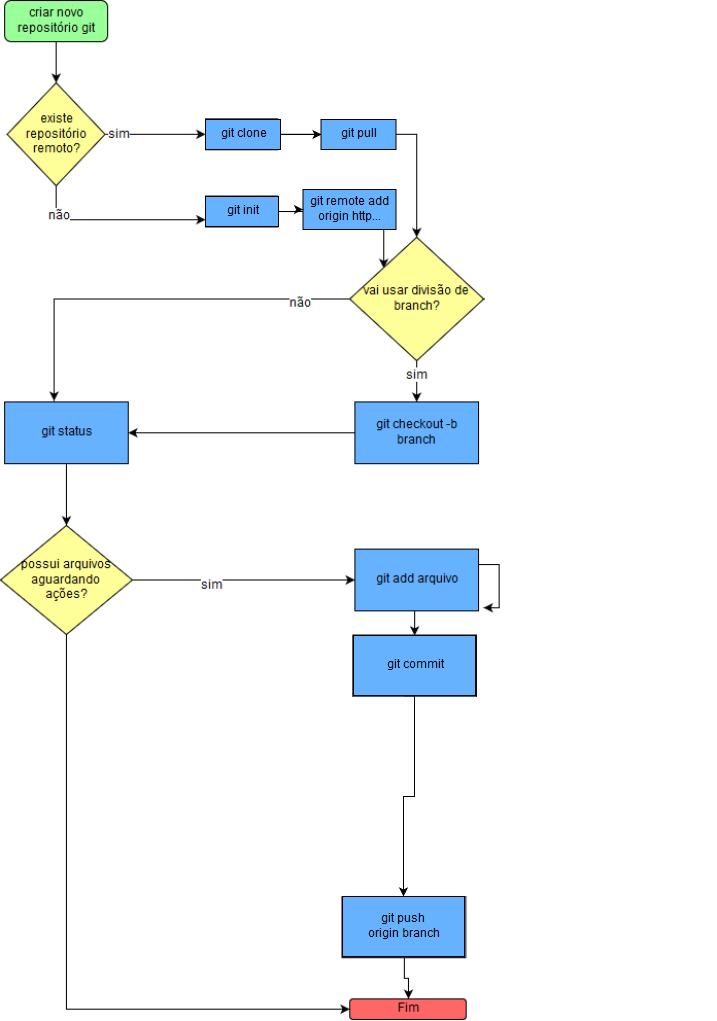 criar novo
repositório git
existe
repositório
remoto?
sim
git clone
git pull
não
git init
git remote add
origin http...
vai usar divisão de
branch?
não
sim
git status
git checkout -b
branch
possui arquivos
aguardando
ações?
sim
git add arquivo
git commit
git push
origin branch
Fim